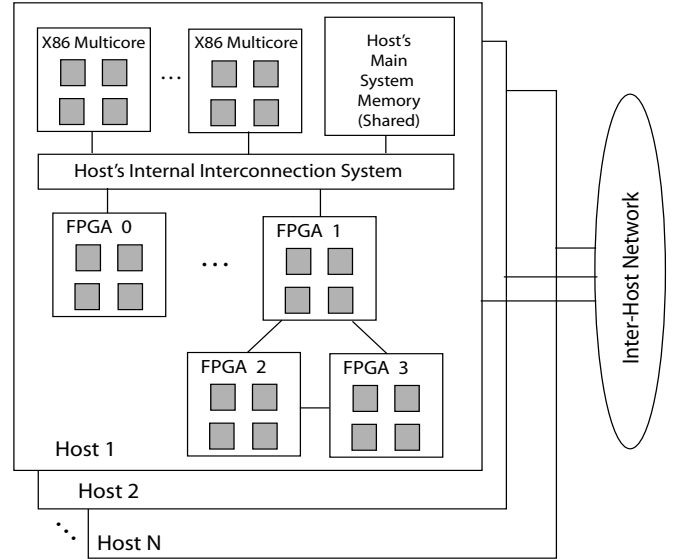 X86 Multicore
...
X86 Multicore
Host's
Main
System
Memory
(Shared)
Host's Internal Interconnection System
FPGA 0
...
FPGA 1
FPGA 2
FPGA 3
Host 1
Host 2
...
Host N
Inter-Host Network